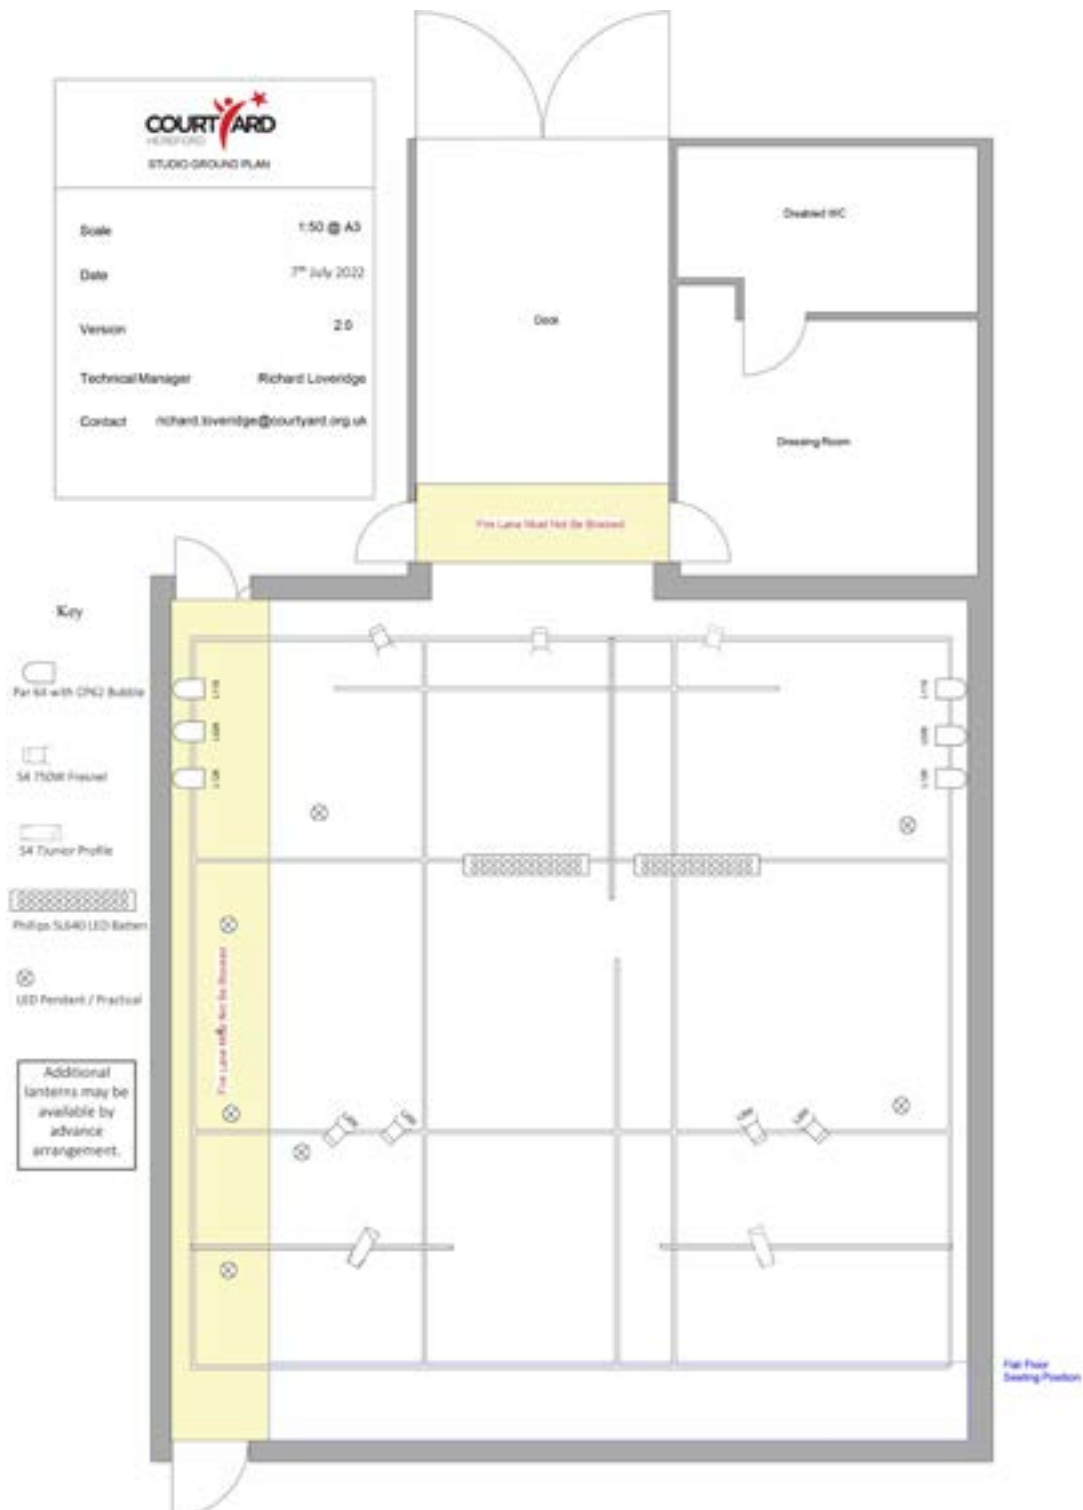 COURTYARD
HEREFORD
STUDIO GROUND PLAN
Scale 1:50 @ A3
Date 7th July 2022
Version 2.0
Technical Manager Richard Loveridge
Contact richard.loveridge@courtyard.org.uk
Disabled WC
Dock
Dressing Room
Fire Lane Must Not Be Blocked
Key
Par 64 with CP62 Bubble
S4 750W Fresnel
S4 Junior Profile
Phillips SL640 LED Batten
LED Pendent / Practical
Additional
lanterns may be
available by
advance
arrangement.
Fire Lane Must Not Be Blocked
Flat Floor
Seating Position